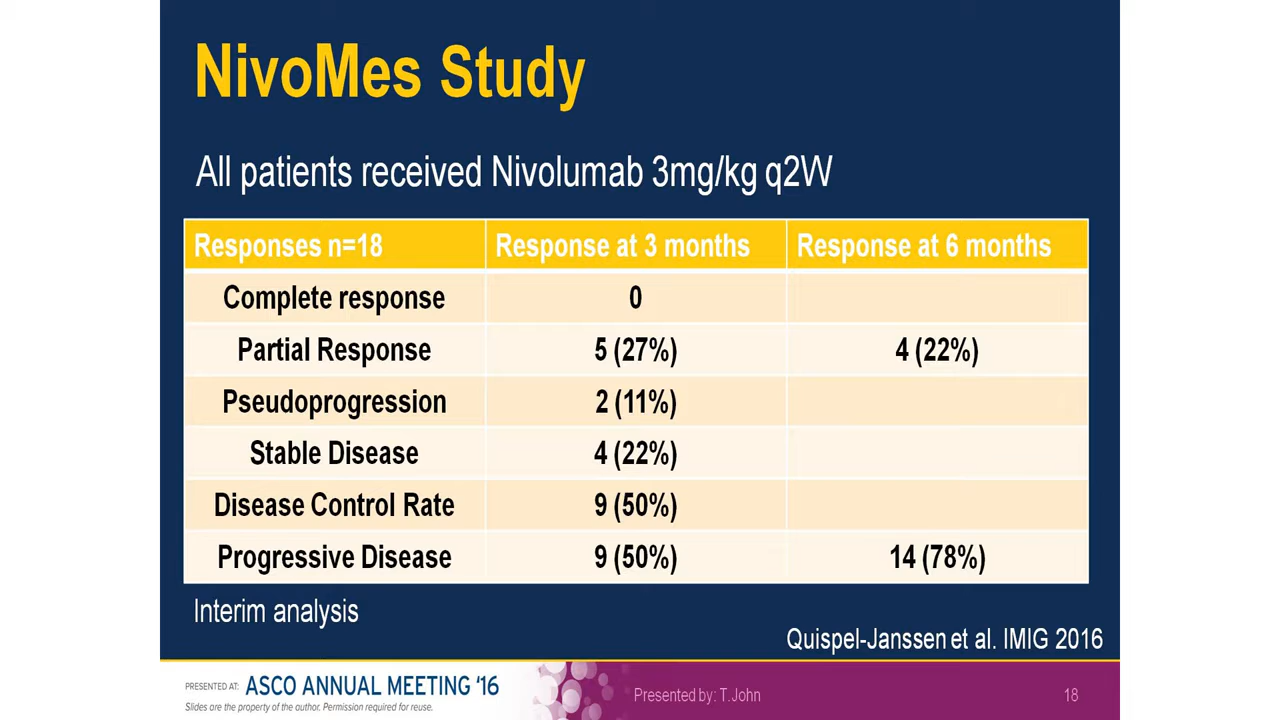 NivoMes Study
All patients received Nivolumab 3mg/kg q2W
Responses n=18 Response at 3 months Response at 6 months
Complete response 0
Partial Response 5 (27%) 4 (22%)
Pseudoprogression 2 (11%)
Stable Disease 4 (22%)
Disease Control Rate 9 (50%)
Progressive Disease 9 (50%) 14 (78%)
Interim analysis
Quispel-Janssen et al. IMIG 2016
PRESENTED AT: ASCO ANNUAL MEETING '16
Slides are the property of the author. Permission required for reuse.
Presented by: T.John
18